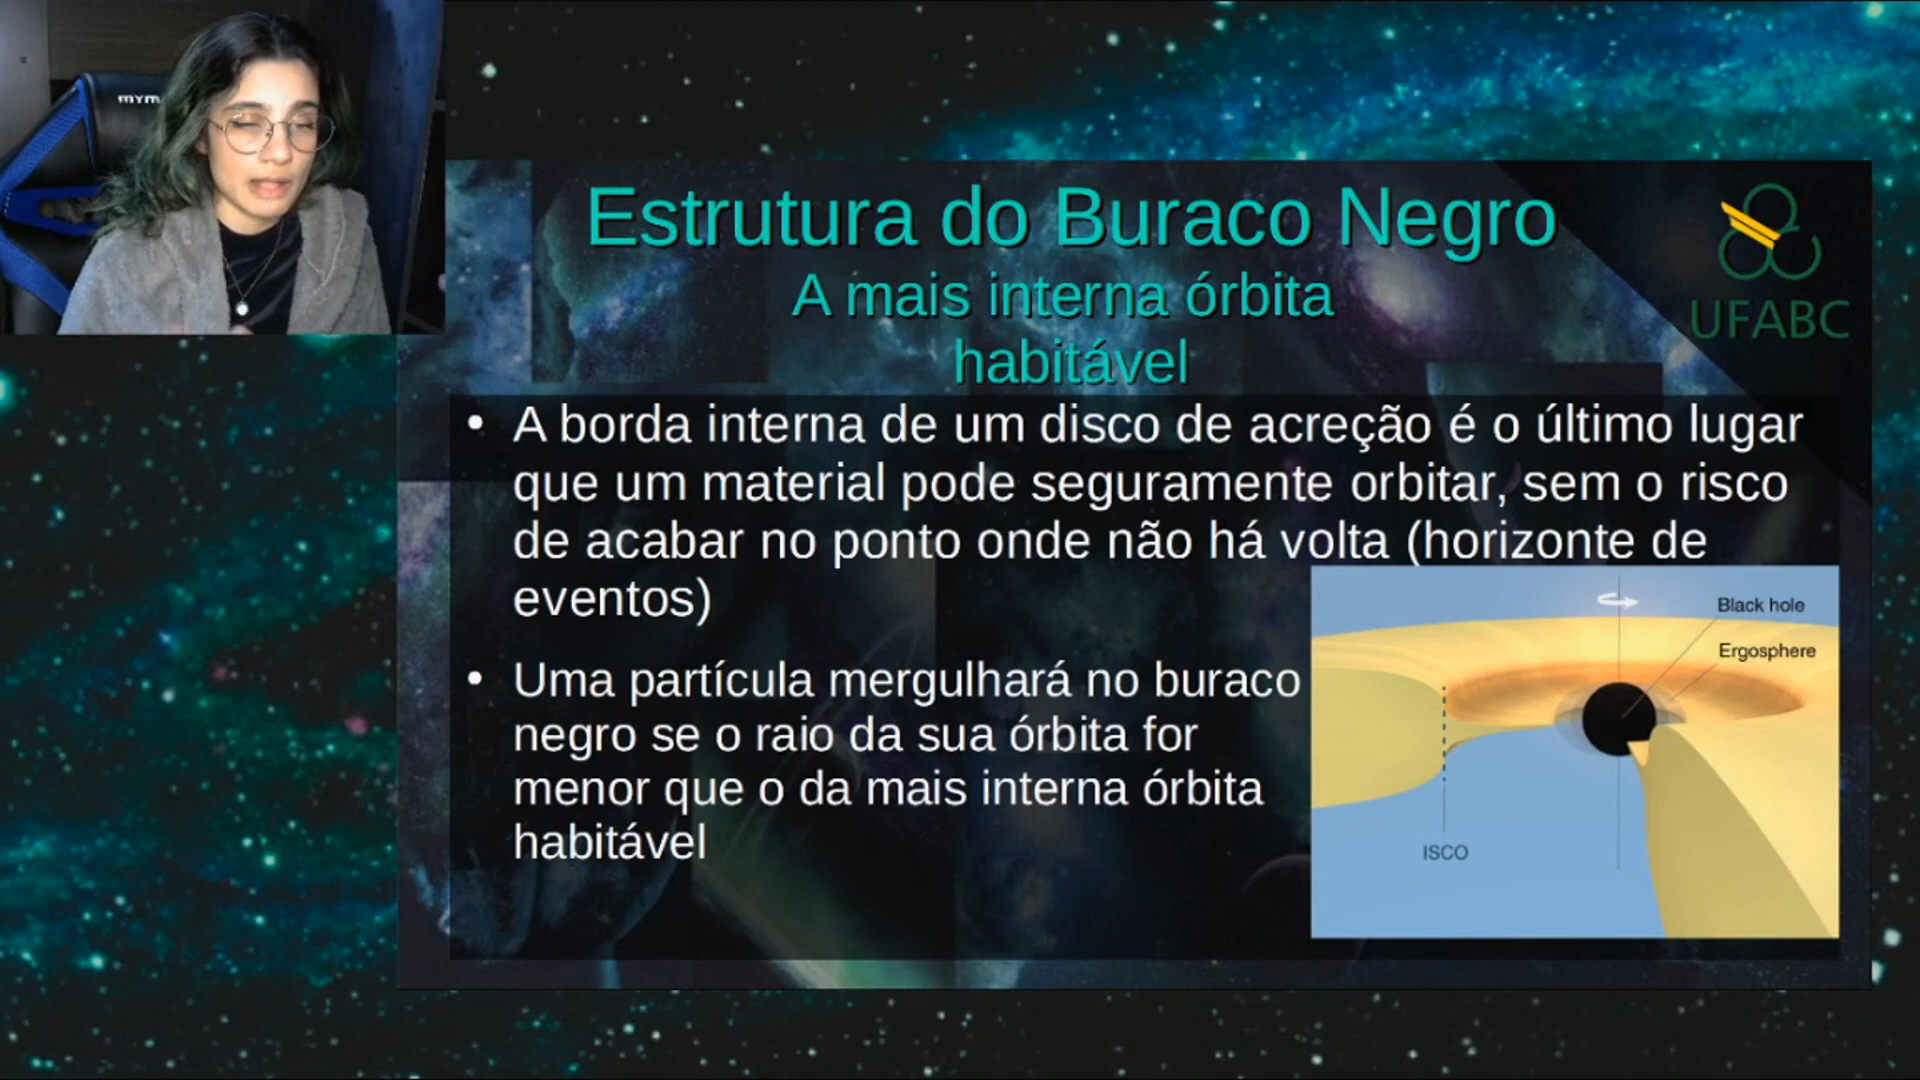 Estrutura do Buraco Negro
A mais interna órbita
habitável
UFABC
• A borda interna de um disco de acreção é o último lugar
que um material pode seguramente orbitar, sem o risco
de acabar no ponto onde não há volta (horizonte de
eventos)
• Uma partícula mergulhará no buraco
negro se o raio da sua órbita for
menor que o da mais interna órbita
habitável
Black hole
Ergosphere
ISCO